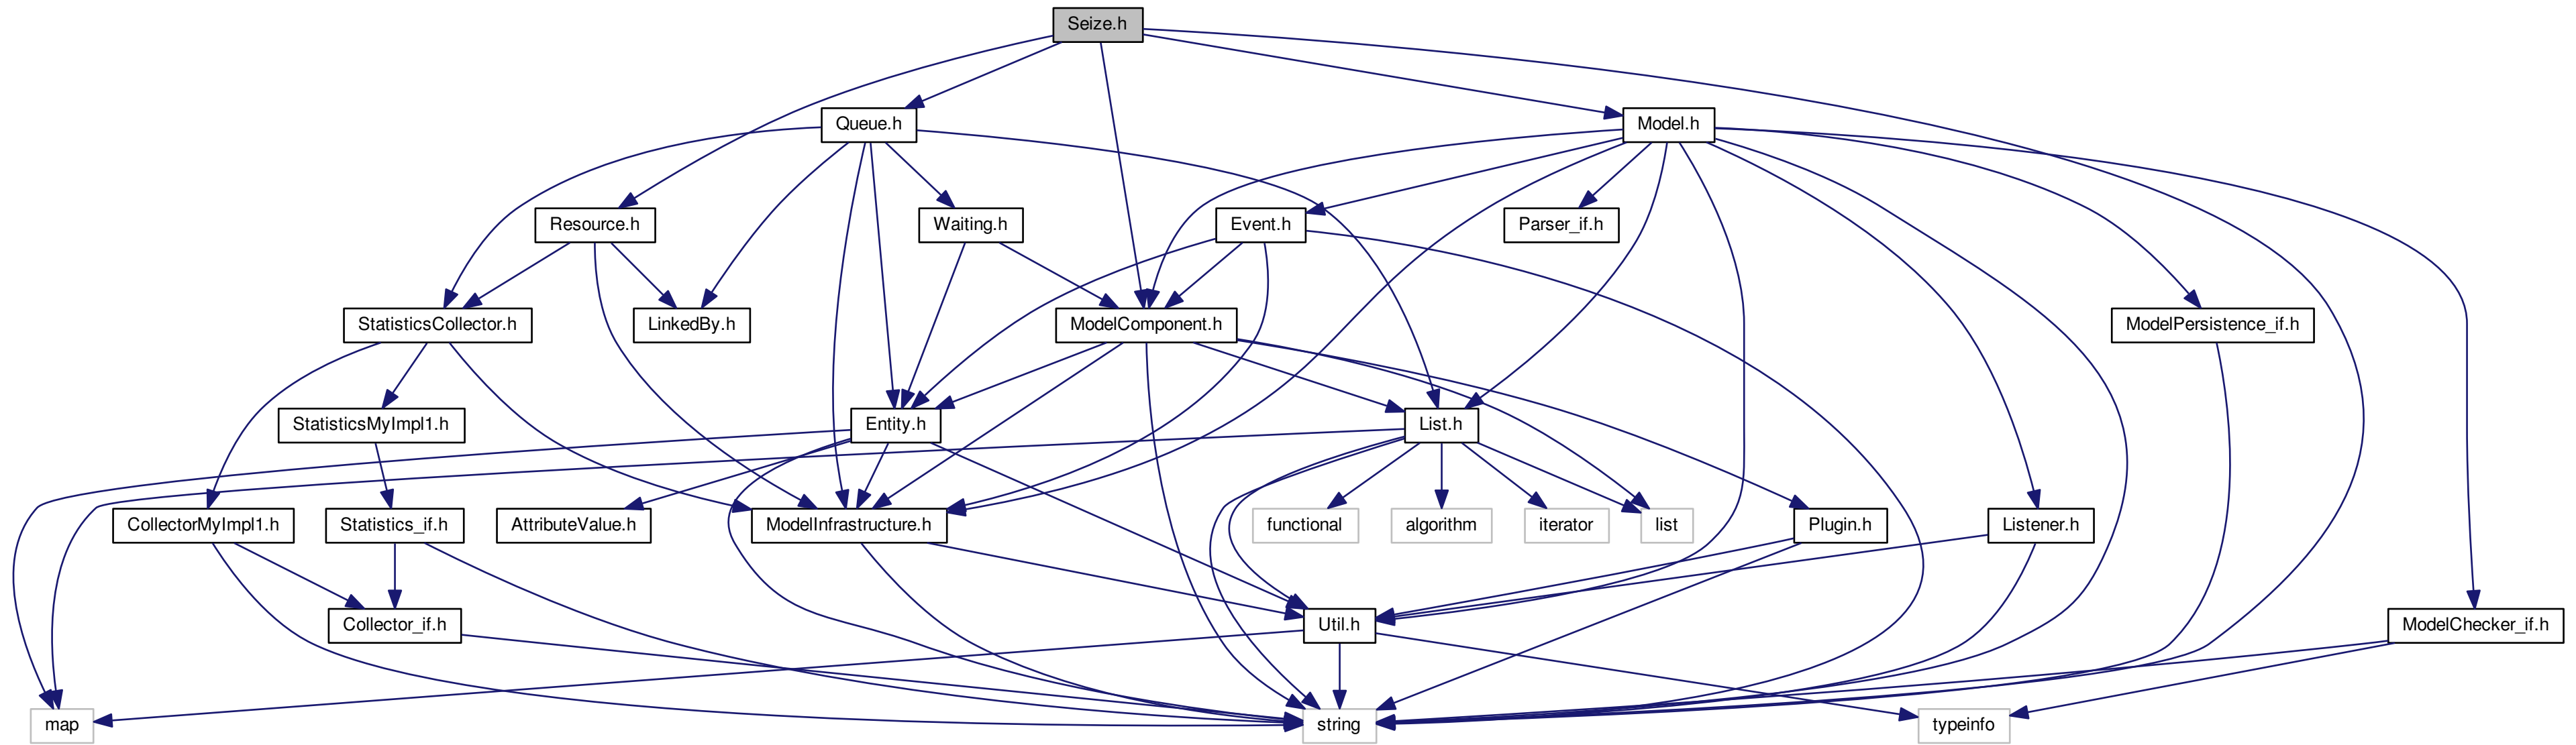 Seize.h
Queue.h
Model.h
Resource.h
Waiting.h
Event.h
Parser_if.h
StatisticsCollector.h
LinkedBy.h
ModelComponent.h
ModelPersistence_if.h
StatisticsMyImpl1.h
Entity.h
List.h
CollectorMyImpl1.h
Statistics_if.h
AttributeValue.h
ModelInfrastructure.h
functional
algorithm
iterator
list
Plugin.h
Listener.h
Collector_if.h
Util.h
ModelChecker_if.h
map
string
typeinfo